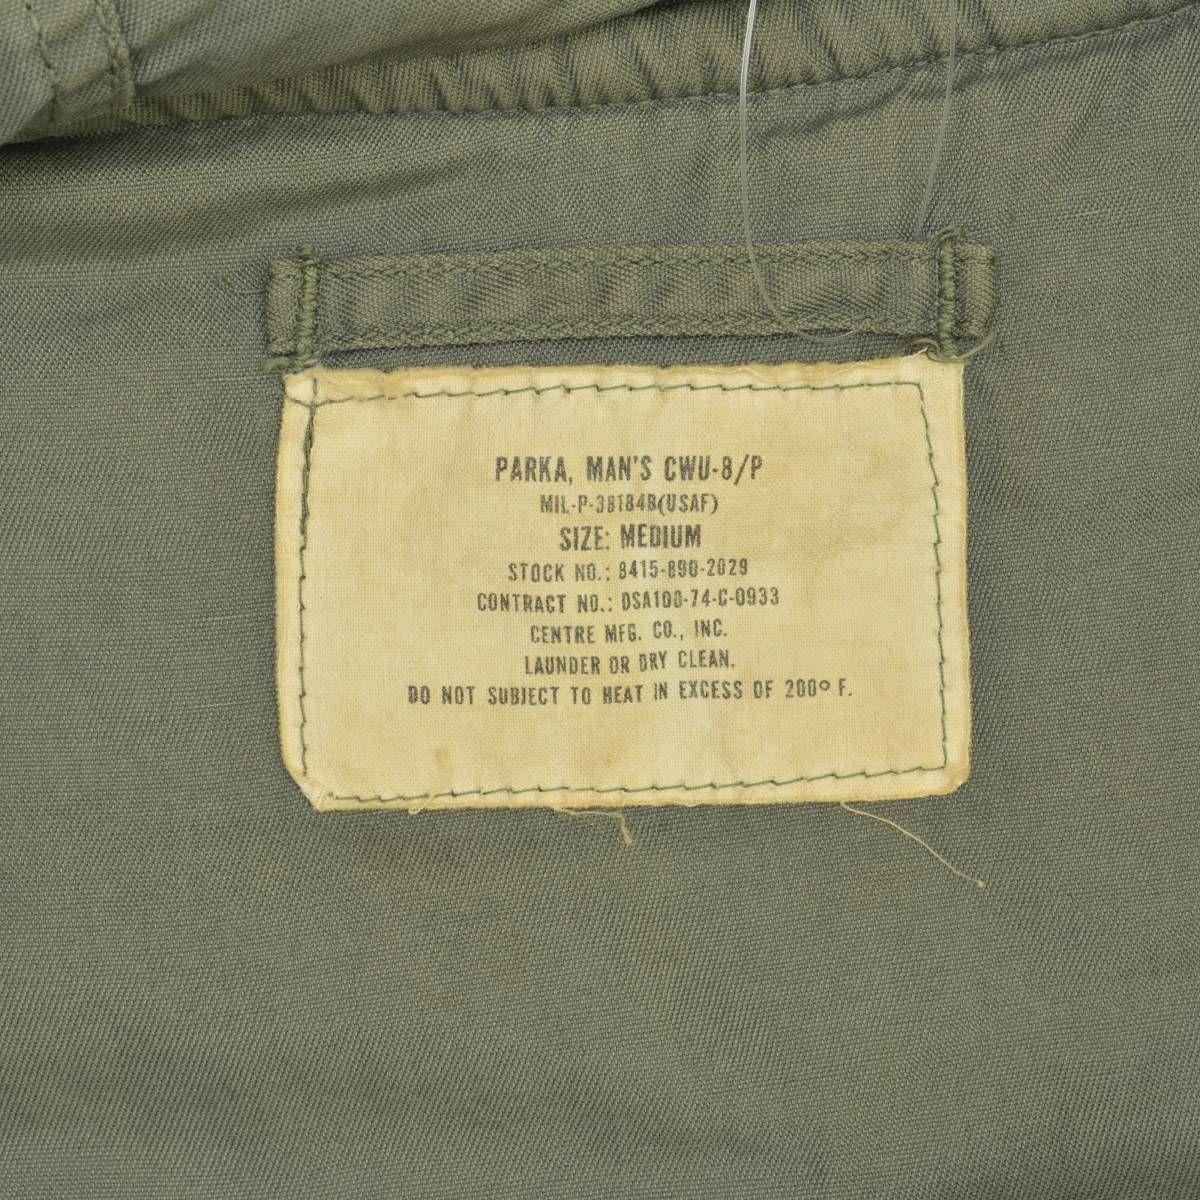 PARKA, MAN'S CWU-8/P
MIL-P-38184B(USAF)
SIZE: MEDIUM
STOCK NO.: 8415-890-2029
CONTRACT NO.: DSA100-74-C-0933
CENTRE MFG. CO., INC.
LAUNDER OR DRY CLEAN.
DO NOT SUBJECT TO HEAT IN EXCESS OF 200° F.